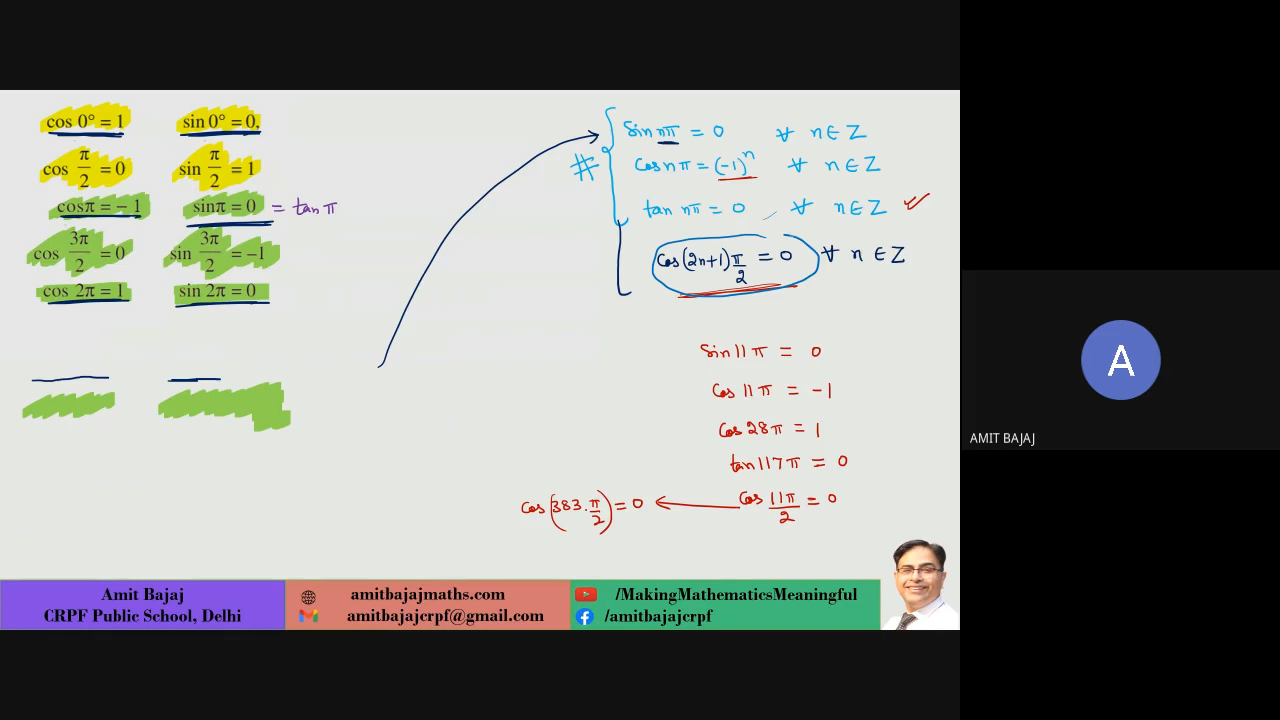 cos 0° = 1 sin 0° = 0,
cos π/2 = 0 sin π/2 = 1
cosπ = – 1 sinπ = 0 = tan π
cos 3π/2 = 0 sin 3π/2 = –1
cos 2π = 1 sin 2π = 0
# sin nπ = 0 ∀ n ∈ Z
cos nπ = (-1)^n ∀ n ∈ Z
tan nπ = 0 , ∀ n ∈ Z ✓
cos(2n+1)π/2 = 0 ∀ n ∈ Z
sin 11π = 0
cos 11π = -1
cos 28π = 1
tan 117π = 0
cos(383.π/2) = 0 ← cos 11π/2 = 0
A
AMIT BAJAJ
Amit Bajaj
CRPF Public School, Delhi
amitbajajmaths.com
amitbajajcrpf@gmail.com
/MakingMathematicsMeaningful
/amitbajajcrpf